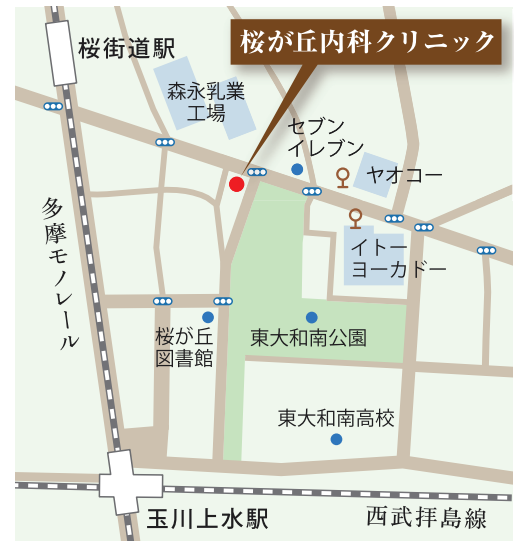 桜が丘内科クリニック
桜街道駅
森永乳業
工場
セブン
イレブン
ヤオコー
多摩モノレール
イトー
ヨーカドー
桜が丘
図書館
東大和南公園
東大和南高校
玉川上水駅
西武拝島線